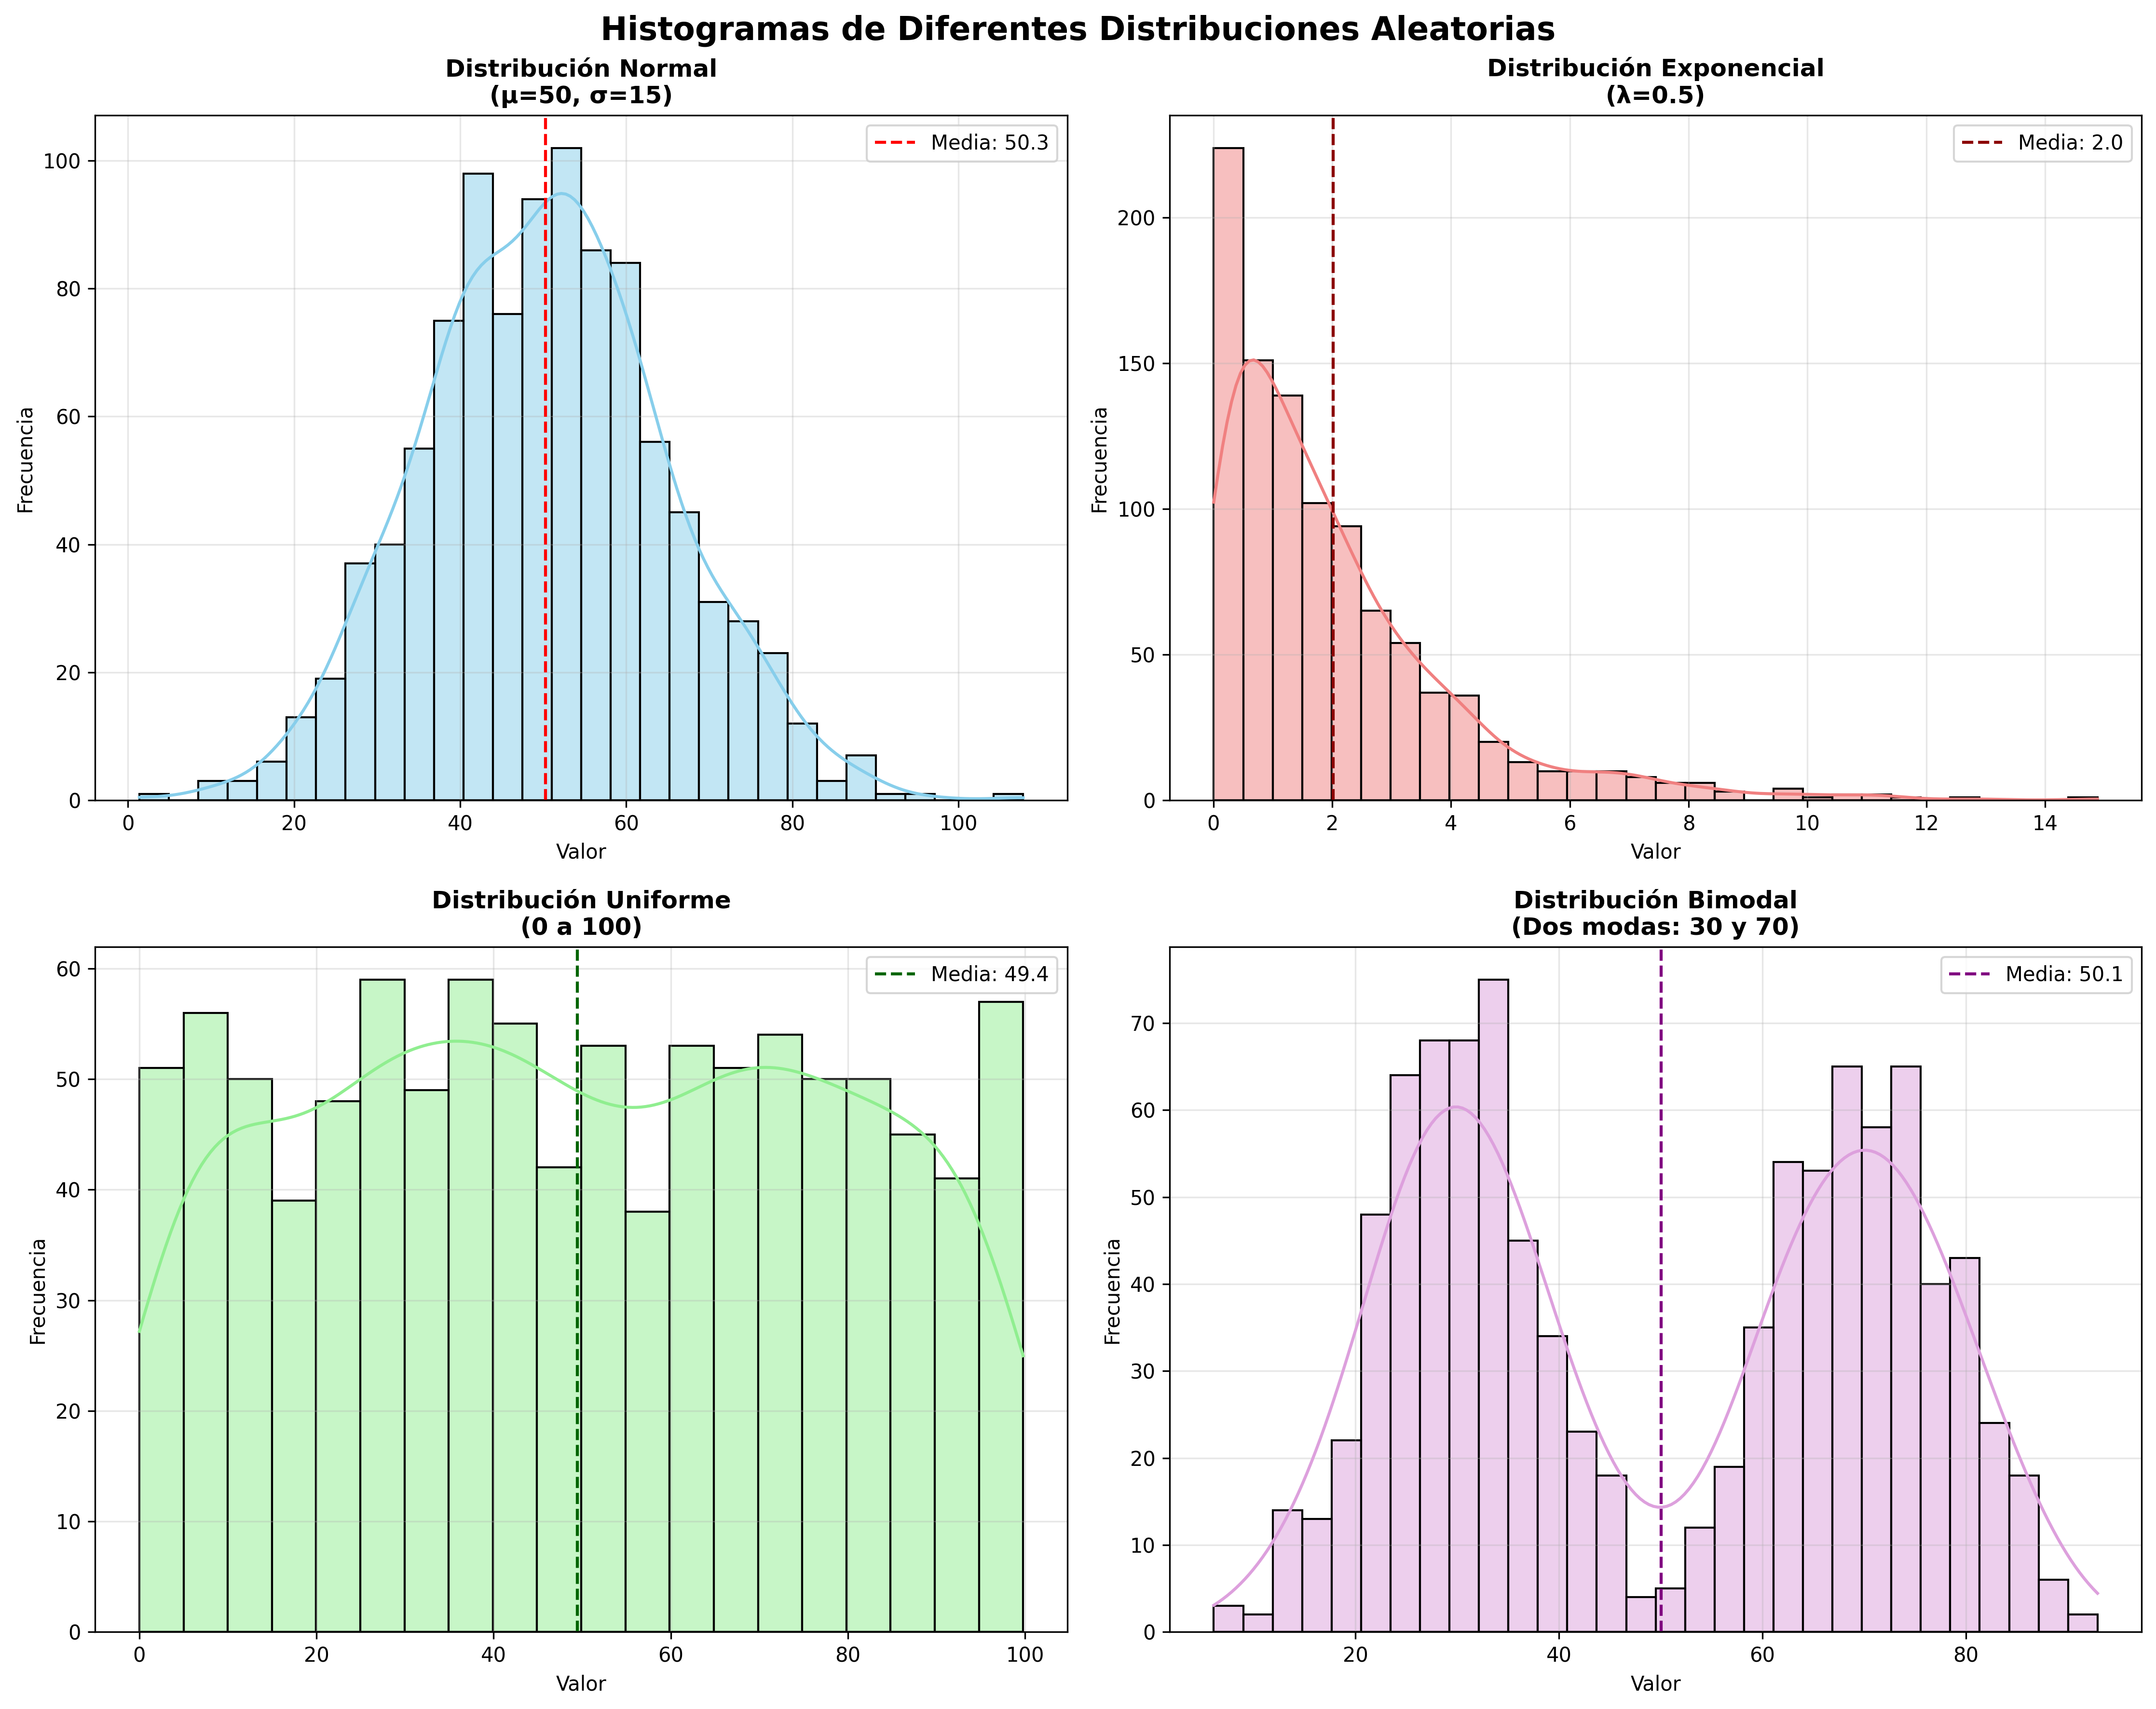 Histogramas de Diferentes Distribuciones Aleatorias
Distribución Normal
(μ=50, σ=15)
Media: 50.3
Frecuencia
100
80
60
40
20
0
0 20 40 60 80 100
Valor
Distribución Exponencial
(λ=0.5)
Media: 2.0
Frecuencia
200
150
100
50
0
0 2 4 6 8 10 12 14
Valor
Distribución Uniforme
(0 a 100)
Media: 49.4
Frecuencia
60
50
40
30
20
10
0
0 20 40 60 80 100
Valor
Distribución Bimodal
(Dos modas: 30 y 70)
Media: 50.1
Frecuencia
70
60
50
40
30
20
10
0
20 40 60 80
Valor